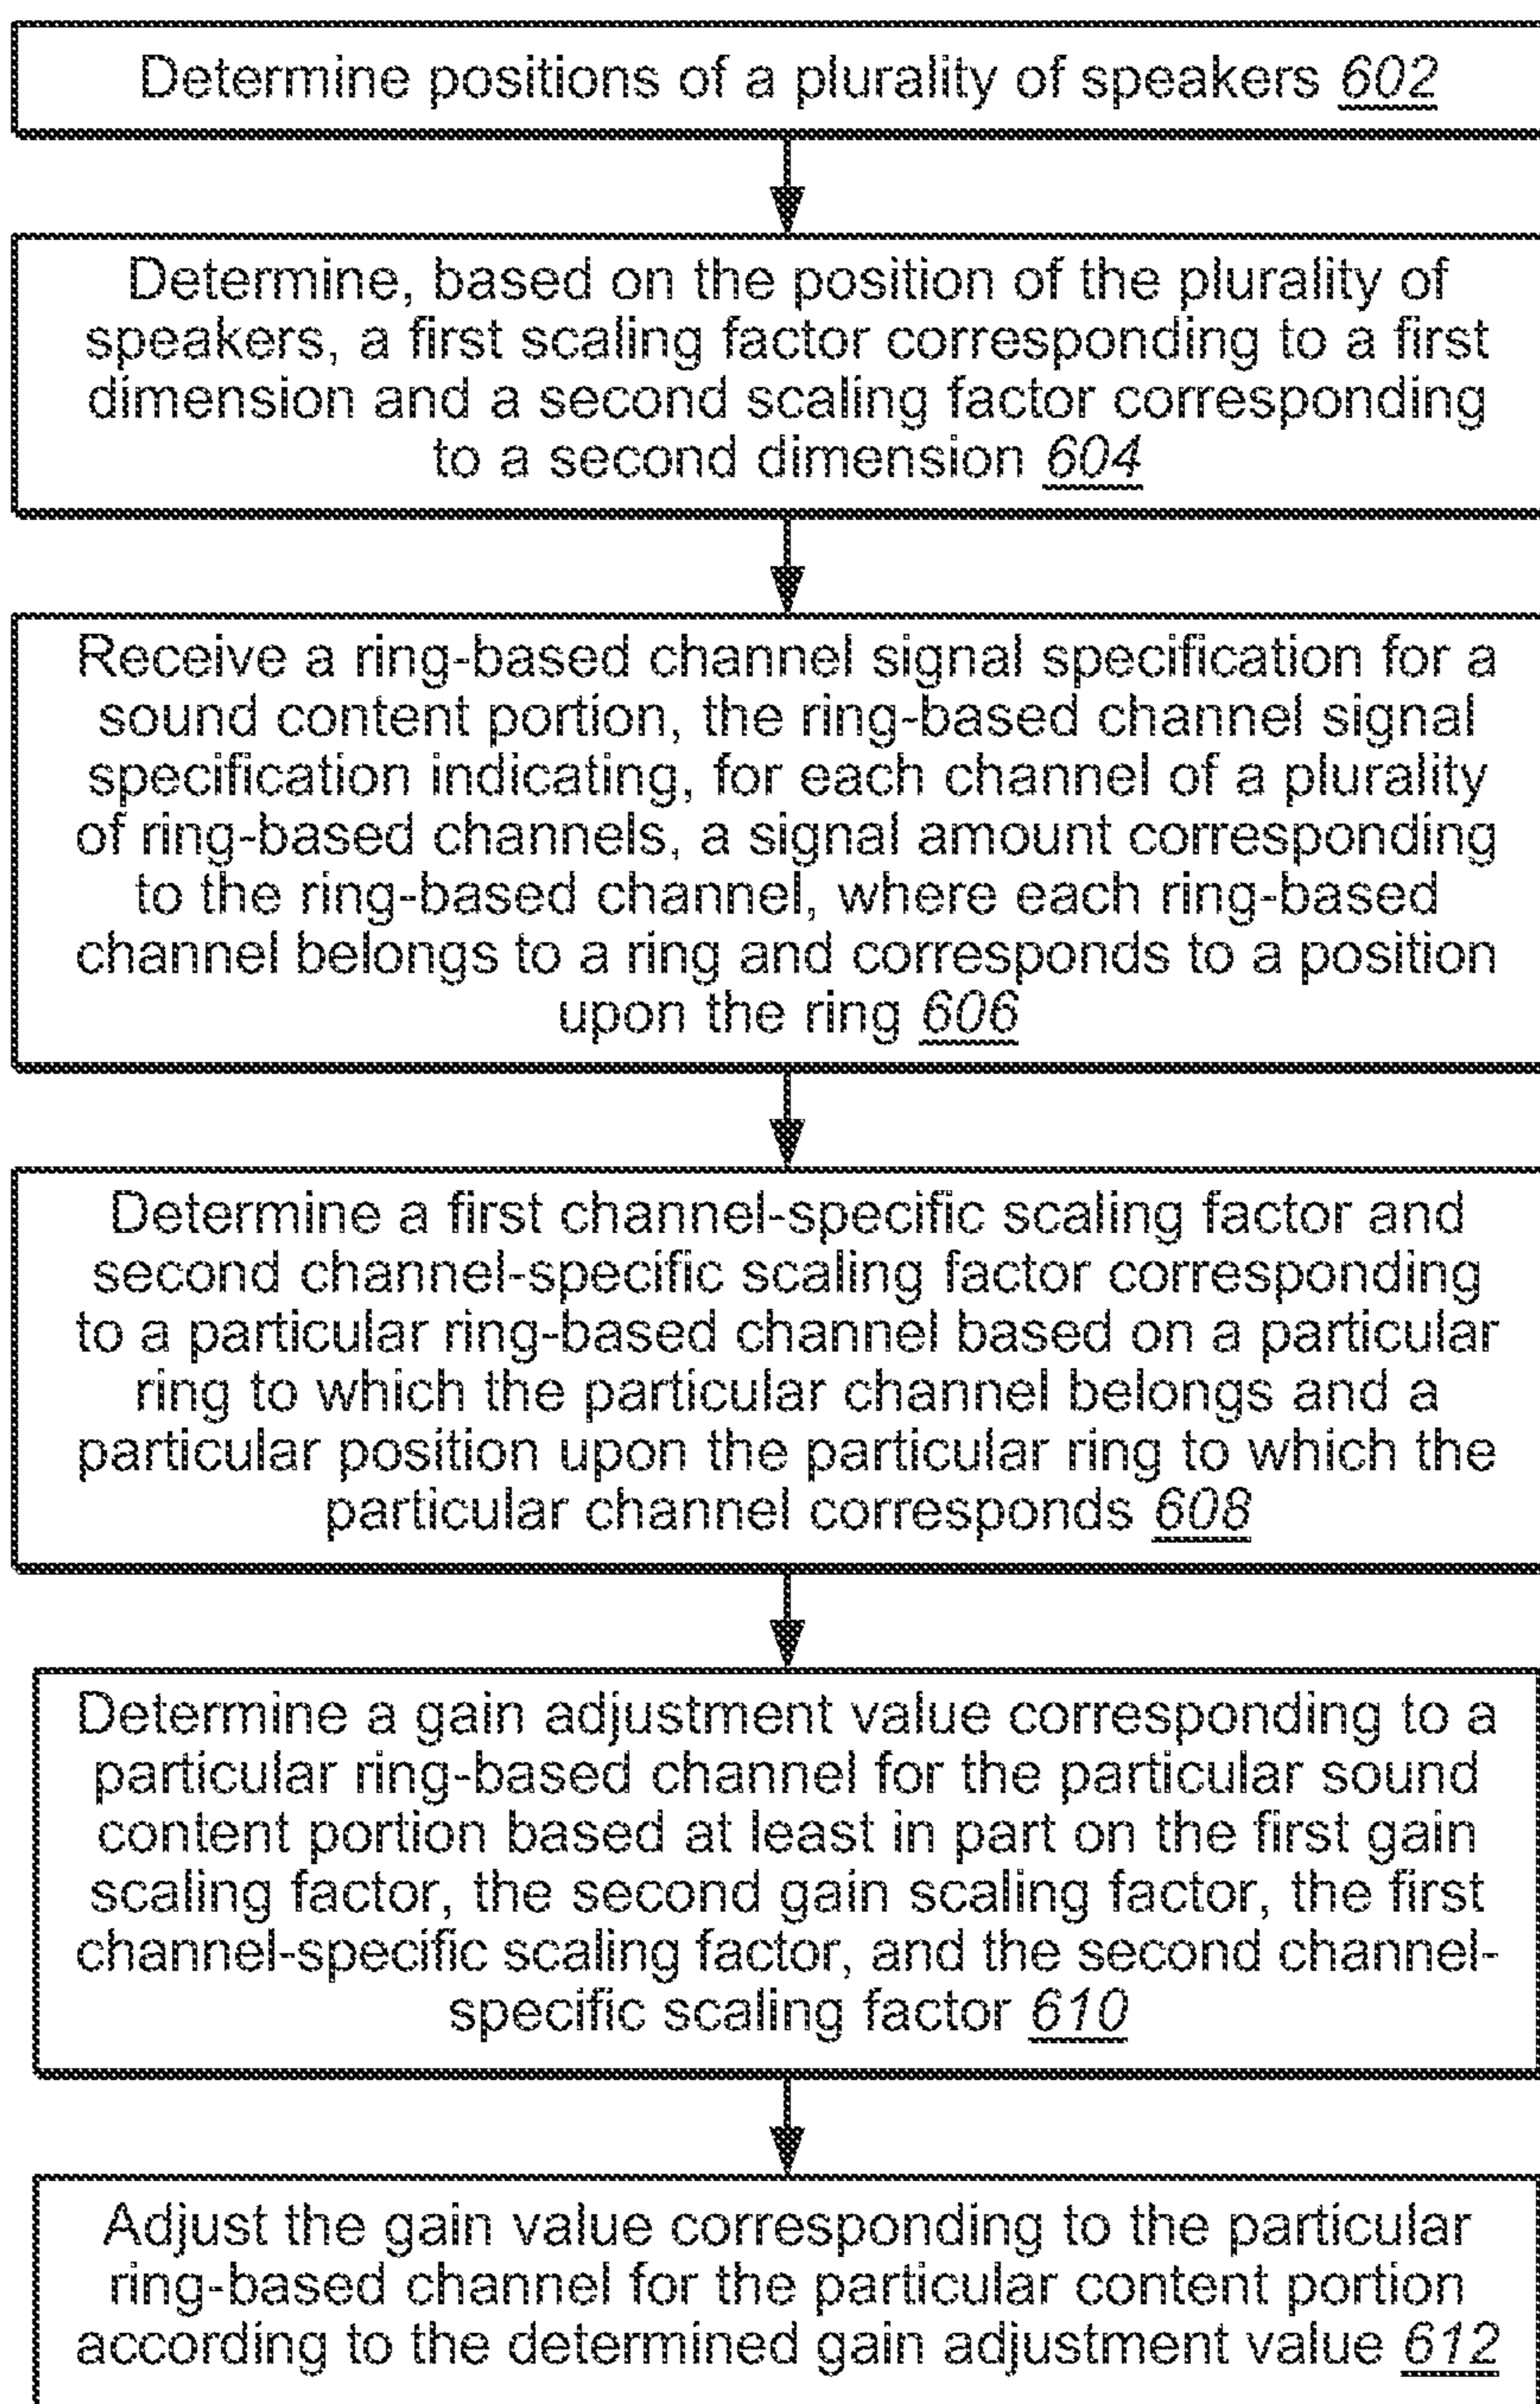 Determine positions of a plurality of speakers 602
Determine, based on the position of the plurality of
speakers, a first scaling factor corresponding to a first
dimension and a second scaling factor corresponding
to a second dimension 604
Receive a ring-based channel signal specification for a
sound content portion, the ring-based channel signal
specification indicating, for each channel of a plurality
of ring-based channels, a signal amount corresponding
to the ring-based channel, where each ring-based
channel belongs to a ring and corresponds to a position
upon the ring 606
Determine a first channel-specific scaling factor and
second channel-specific scaling factor corresponding
to a particular ring-based channel based on a particular
ring to which the particular channel belongs and a
particular position upon the particular ring to which the
particular channel corresponds 608
Determine a gain adjustment value corresponding to a
particular ring-based channel for the particular sound
content portion based at least in part on the first gain
scaling factor, the second gain scaling factor, the first
channel-specific scaling factor, and the second channel-
specific scaling factor 610
Adjust the gain value corresponding to the particular
ring-based channel for the particular content portion
according to the determined gain adjustment value 612